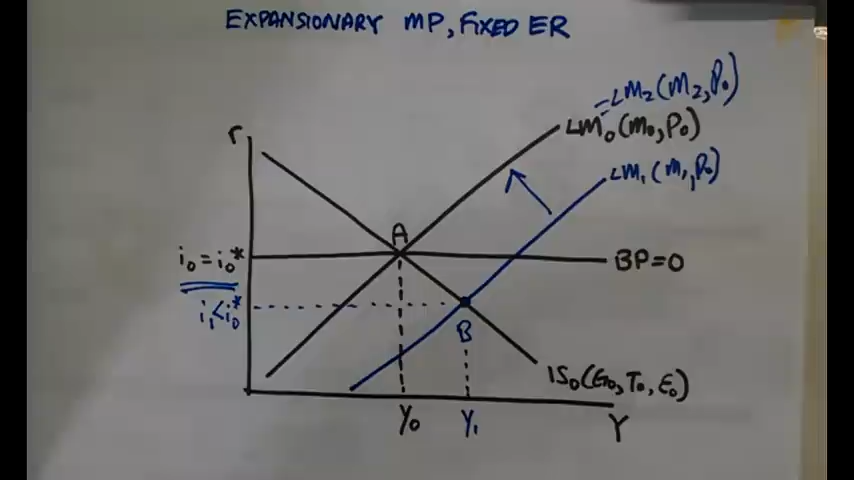 EXPANSIONARY MP, FIXED ER
=LM₂(M₂,P₀)
LM₀(M₀,P₀)
LM₁(M₁,P₀)
r
A
i₀=i₀*
BP=0
i₁<i₀*
B
IS₀(G₀,T₀,E₀)
Y₀
Y₁
Y